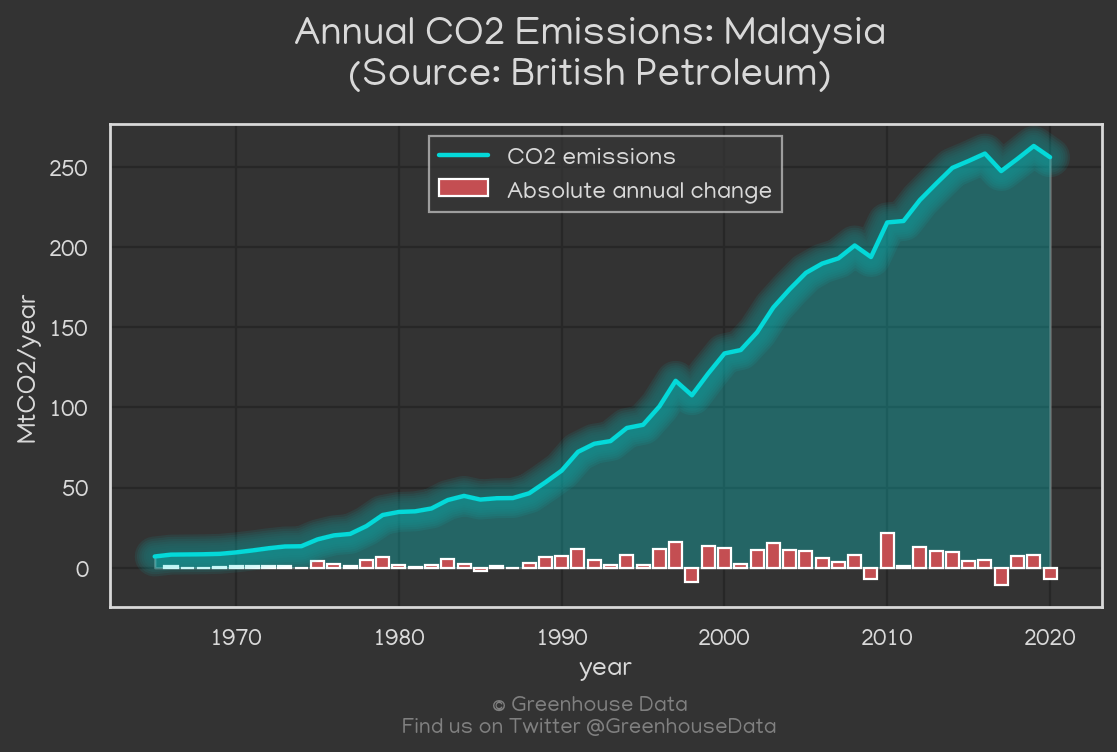 Annual CO2 Emissions: Malaysia
(Source: British Petroleum)
CO2 emissions
Absolute annual change
250
200
150
100
50
0
MtCO2/year
1970 1980 1990 2000 2010 2020
year
© Greenhouse Data
Find us on Twitter @GreenhouseData